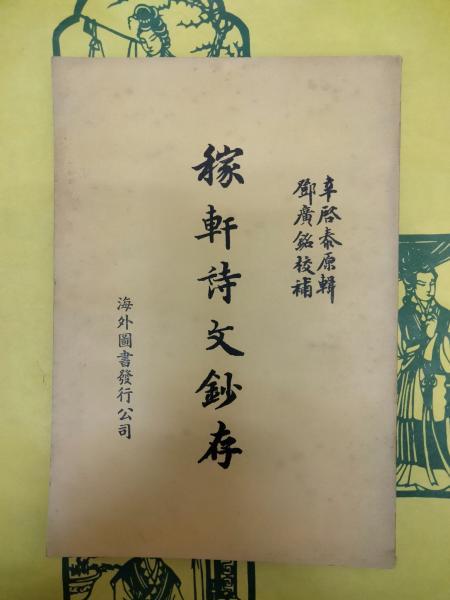 辛啓泰原輯
鄧廣銘校補
稼軒詩文鈔存
海外圖書發行公司